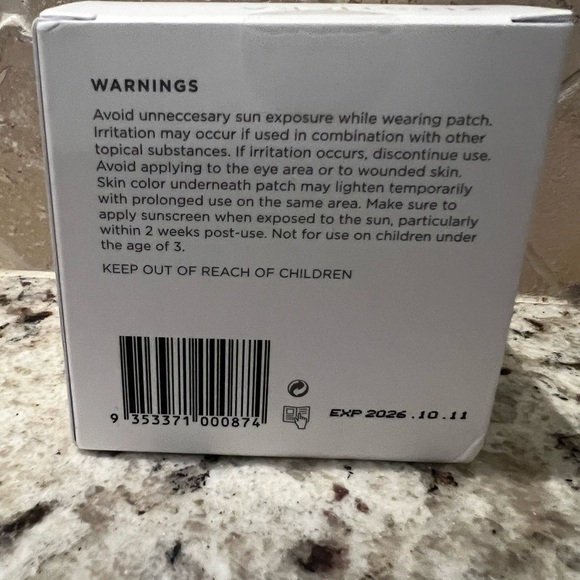 WARNINGS
Avoid unneccesary sun exposure while wearing patch.
Irritation may occur if used in combination with other
topical substances. If irritation occurs, discontinue use.
Avoid applying to the eye area or to wounded skin.
Skin color underneath patch may lighten temporarily
with prolonged use on the same area. Make sure to
apply sunscreen when exposed to the sun, particularly
within 2 weeks post-use. Not for use on children under
the age of 3.
KEEP OUT OF REACH OF CHILDREN
9 353371 000874
EXP 2026.10.11